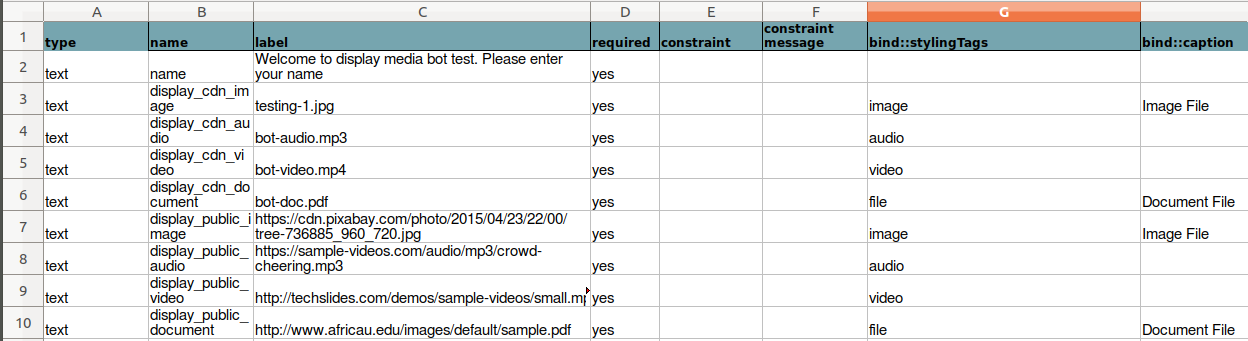 A B C D E F G
1 type name label required constraint constraint message bind::stylingTags bind::caption
2 text name Welcome to display media bot test. Please enter your name yes
3 text display_cdn_image testing-1.jpg yes image Image File
4 text display_cdn_audio bot-audio.mp3 yes audio
5 text display_cdn_video bot-video.mp4 yes video
6 text display_cdn_document bot-doc.pdf yes file Document File
7 text display_public_image https://cdn.pixabay.com/photo/2015/04/23/22/00/tree-736885_960_720.jpg yes image Image File
8 text display_public_audio https://sample-videos.com/audio/mp3/crowd-cheering.mp3 yes audio
9 text display_public_video http://techslides.com/demos/sample-videos/small.mp yes video
10 text display_public_document http://www.africau.edu/images/default/sample.pdf yes file Document File